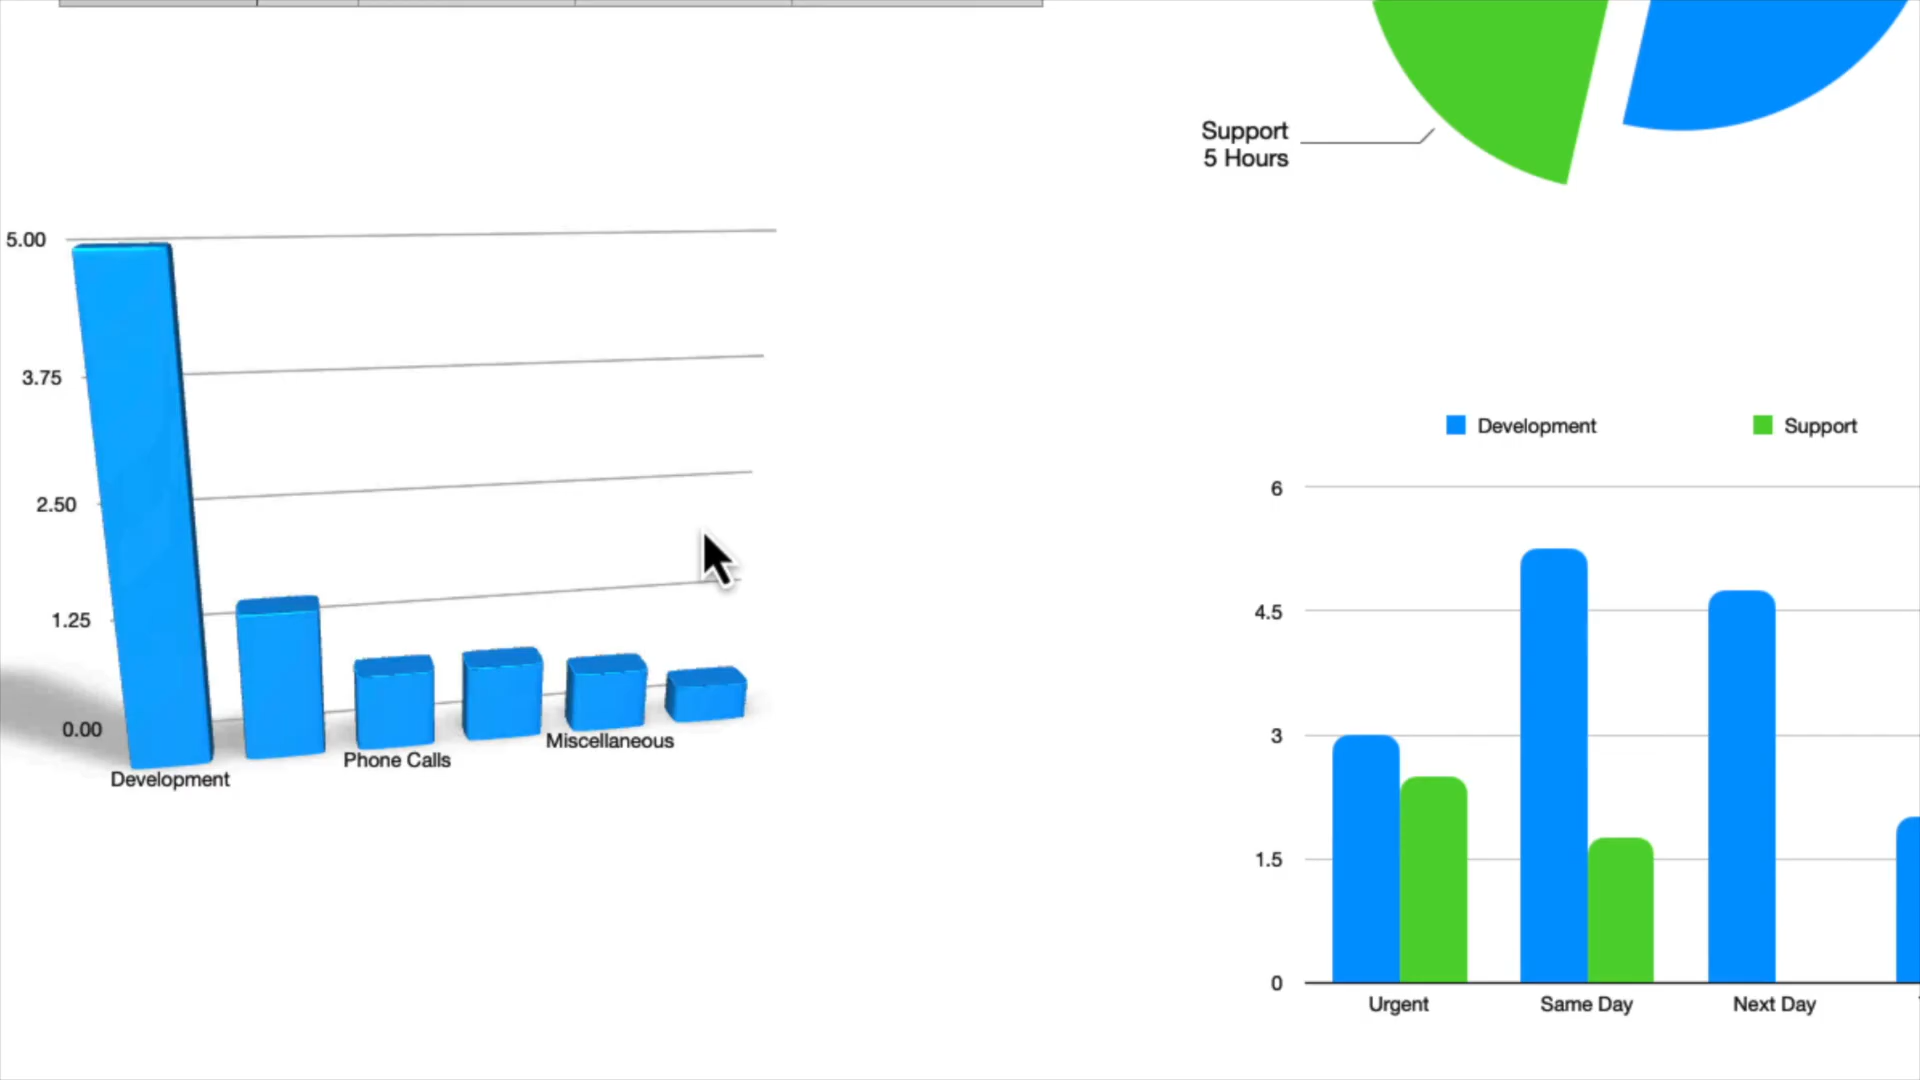 Support
5 Hours
5.00
3.75
2.50
1.25
0.00
Development
Phone Calls
Miscellaneous
Development
Support
6
4.5
3
1.5
0
Urgent
Same Day
Next Day